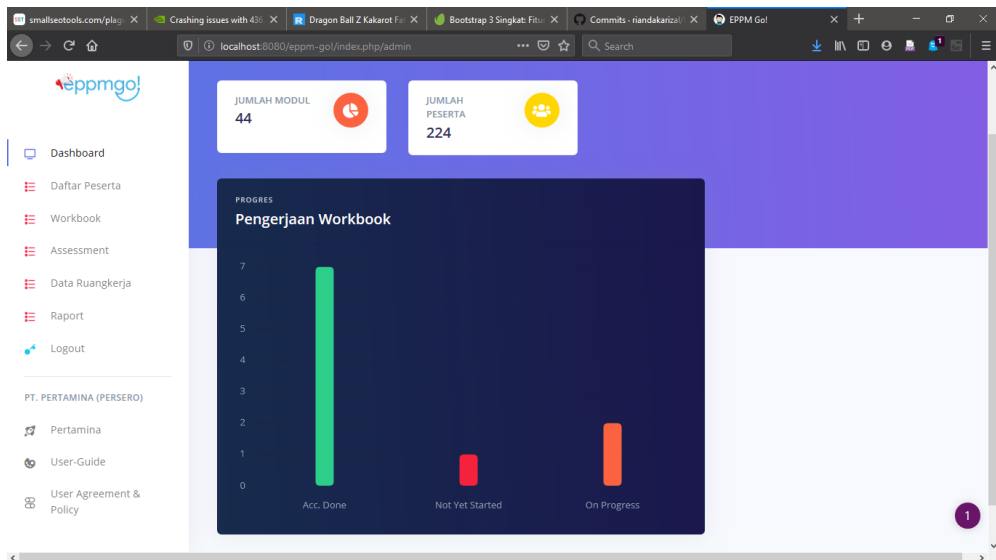 smallseotools.com/plag
Crashing issues with 436
Dragon Ball Z Kakarot Fa
Bootstrap 3 Singkat: Fitur
Commits - riandakarizal/
EPPM Go!
localhost:8080/eppm-go!/index.php/admin
Search
eppmgo!
JUMLAH MODUL
44
JUMLAH
PESERTA
224
Dashboard
Daftar Peserta
Workbook
Assessment
Data Ruangkerja
Raport
Logout
PT. PERTAMINA (PERSERO)
Pertamina
User-Guide
User Agreement &
Policy
PROGRES
Pengerjaan Workbook
7
6
5
4
3
2
1
0
Acc. Done
Not Yet Started
On Progress
1